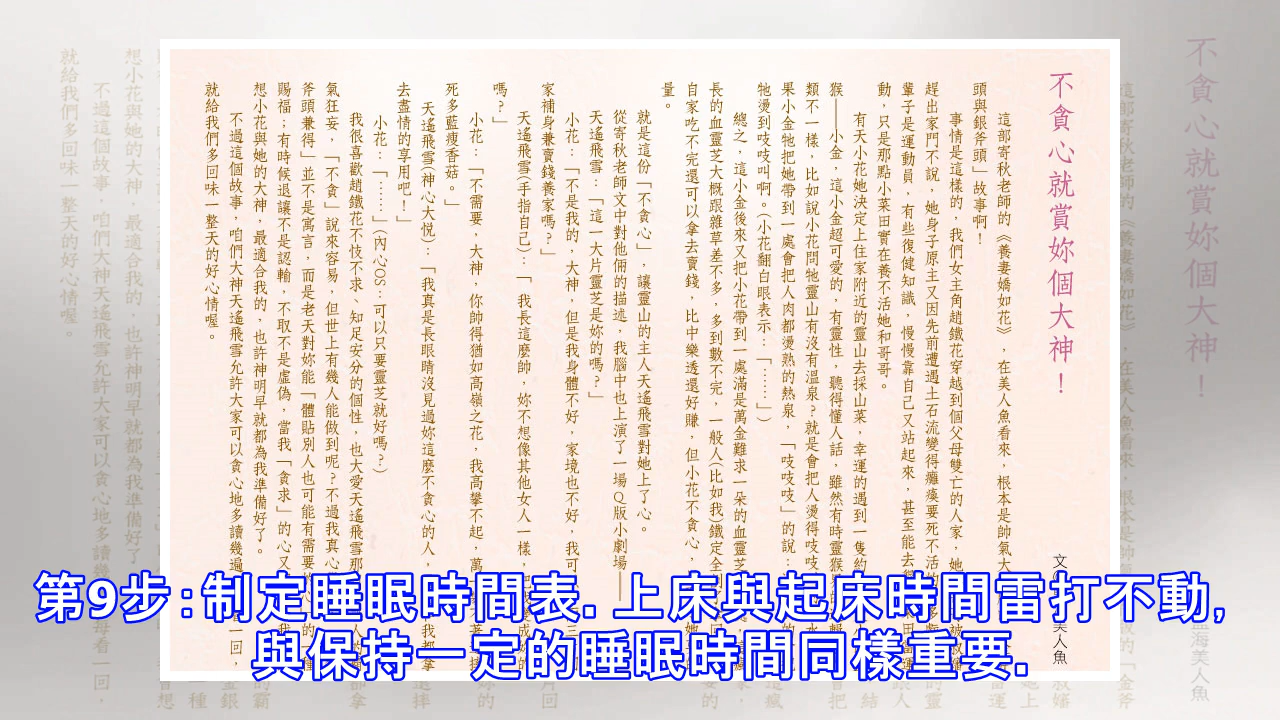 不貪心就賞妳個大神！
這部寄秋老師的《養妻嬌如花》，在美人魚看來，根本是帥氣大
頭與銀斧頭」故事啊！
事情是這樣的，我們女主角趙鐵花穿越到個父母雙亡的人家，她
趕出家門不說，她身子原主又因先前遭遇土石流變得癱瘓要死不活
輩子是運動員，有些復健知識，慢慢靠自己又站起來，甚至能去
動，只是那點小菜田實在養不活她和哥哥。
有天小花她決定上住家附近的靈山去採山菜，幸運的遇到一隻
猴——小金，這小金超可愛的，有靈性，聽得懂人話，雖然有時靈猴
類不一樣，比如說小花問牠靈山有沒有溫泉？就是會把人燙得吱吱
果小金牠把她帶到一處會把人肉都燙熟的熱泉，「吱吱吱」的說：
牠燙到吱吱叫啊。（小花翻白眼表示：「……」）
總之，這小金後來又把小花帶到一處滿是萬金難求一朵的血靈芝
長的血靈芝大概跟雜草差不多，多到數不完，一般人（比如我）鐵定全
自家吃不完還可以拿去賣錢，比中樂透還好賺，但小花不貪心，
量。
就是這份「不貪心」，讓靈山的主人天遙飛雪對她上了心。
從寄秋老師文中對他倆的描述，我腦中也上演了一場Ｑ版小劇場——
天遙飛雪：「這一大片靈芝是妳的嗎？」
小花：「不是我的，大神，但是我身體不好，家境也不好，我可
家補身兼賣錢養家嗎？」
天遙飛雪（手指自己）：「我長這麼帥，妳不想像其他女人一樣，
嗎？」
小花：「不需要，大神，你帥得猶如高嶺之花，我高攀不起，萬一
死多藍瘦香菇。」
天遙飛雪（神心大悅）：「我真是長眼睛沒見過妳這麼不貪心的人，
去盡情的享用吧！」
小花：「……」（內心OS：可以只要靈芝就好嗎？）
我很喜歡趙鐵花不忮不求、知足安分的個性，也大愛天遙飛雪那
氣狂妄，「不貪」說來容易，但世上有幾人能做到呢？不過我真心
斧頭兼得」並不是寓言，而是老天對妳能「體貼別人也可能有需要」
賜福；有時候退讓不是認輸，不取不是虛偽，當我「貪求」的心又
想小花與她的大神，最適合我的，也許神明早就都為我準備好了。
不過這個故事，咱們大神天遙飛雪允許大家可以貪心地多讀幾遍
就給我們多回味一整天的好心情喔。
第9步:制定睡眠時間表.上床與起床時間雷打不動,
與保持一定的睡眠時間同樣重要.